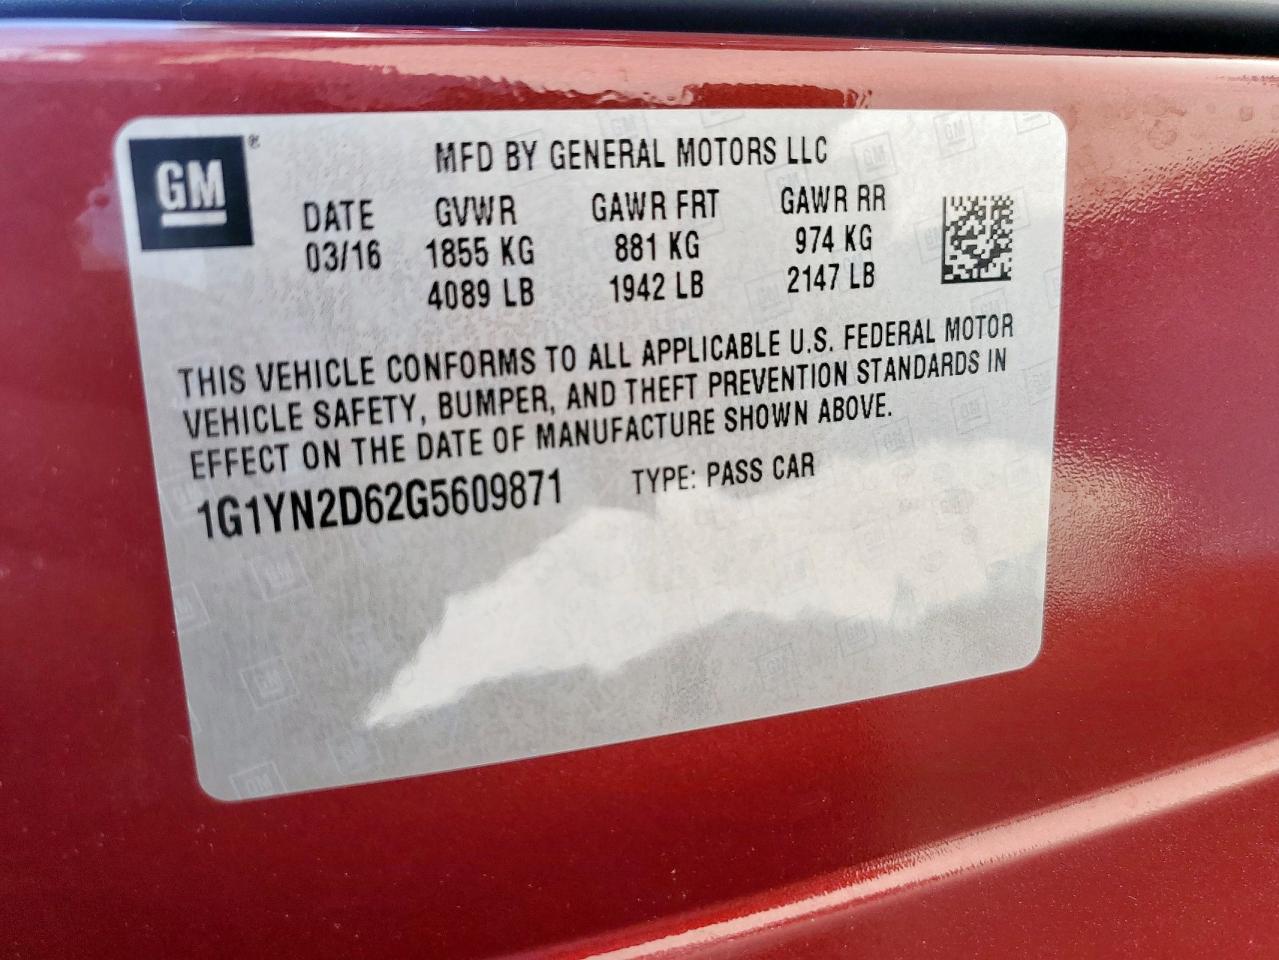 GM ®
MFD BY GENERAL MOTORS LLC
DATE GVWR GAWR FRT GAWR RR
03/16 1855 KG 881 KG 974 KG
4089 LB 1942 LB 2147 LB
THIS VEHICLE CONFORMS TO ALL APPLICABLE U.S. FEDERAL MOTOR
VEHICLE SAFETY, BUMPER, AND THEFT PREVENTION STANDARDS IN
EFFECT ON THE DATE OF MANUFACTURE SHOWN ABOVE.
1G1YN2D62G5609871 TYPE: PASS CAR